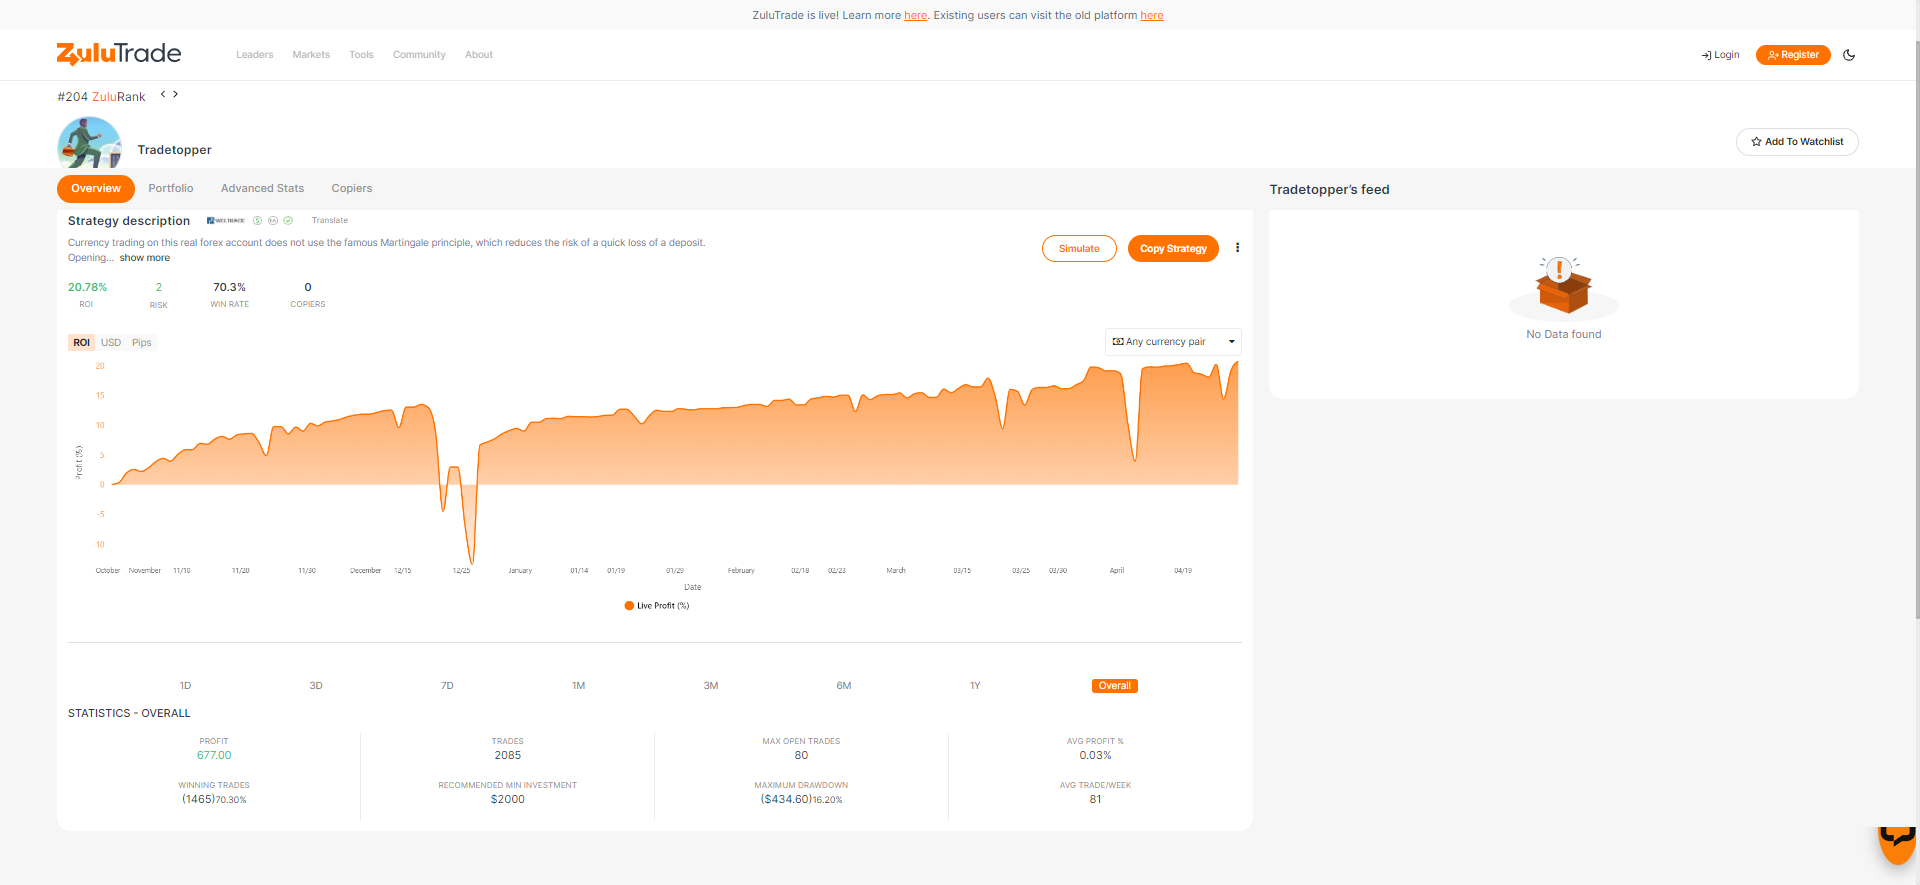 ZuluTrade is live! Learn more here. Existing users can visit the old platform here
ZuluTrade
Leaders Markets Tools Community About
Login Register
#204 ZuluRank
Tradetopper
Add To Watchlist
Overview Portfolio Advanced Stats Copiers
Tradetopper's feed
Strategy description
Translate
Currency trading on this real forex account does not use the famous Martingale principle, which reduces the risk of a quick loss of a deposit.
Opening... show more
Simulate Copy Strategy
20.78% 2 70.3% 0
ROI RISK WIN RATE COPIERS
No Data found
ROI USD Pips
Any currency pair
20
15
10
5
0
-5
-10
Profit (%)
October November 11/10 11/20 11/30 December 12/15 12/25 January 01/14 01/19 01/29 February 02/18 02/23 March 03/15 03/25 03/30 April 04/19
Date
Live Profit (%)
1D 3D 7D 1M 3M 6M 1Y Overall
STATISTICS - OVERALL
PROFIT TRADES MAX OPEN TRADES AVG PROFIT %
677.00 2085 80 0.03%
WINNING TRADES RECOMMENDED MIN INVESTMENT MAXIMUM DRAWDOWN AVG TRADE/WEEK
(1465)70.30% $2000 ($434.60)16.20% 81